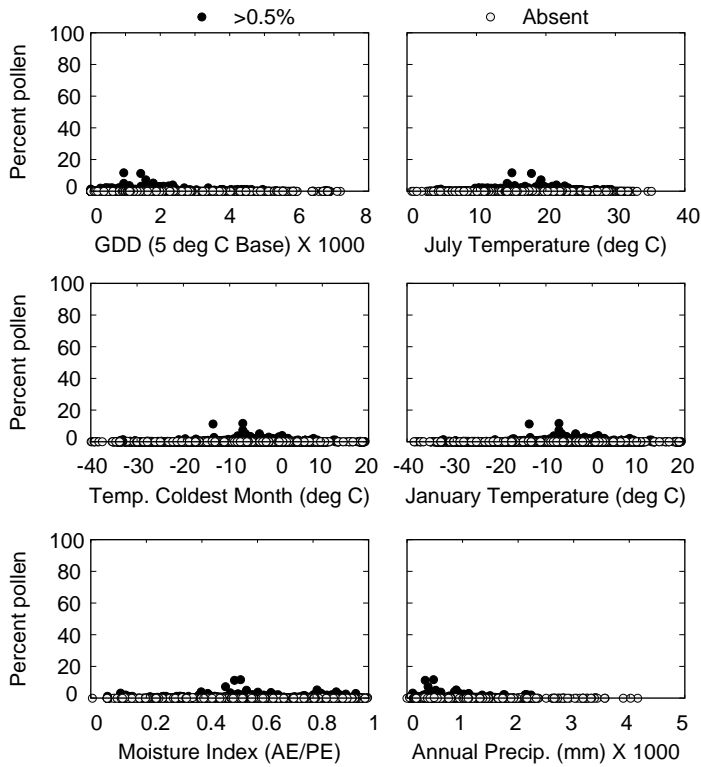 >0.5% Absent
Percent pollen
100
80
60
40
20
0
0 2 4 6 8
GDD (5 deg C Base) X 1000
0 10 20 30 40
July Temperature (deg C)
Percent pollen
100
80
60
40
20
0
-40 -30 -20 -10 0 10 20
Temp. Coldest Month (deg C)
-40 -30 -20 -10 0 10 20
January Temperature (deg C)
Percent pollen
100
80
60
40
20
0
0 0.2 0.4 0.6 0.8 1
Moisture Index (AE/PE)
0 1 2 3 4 5
Annual Precip. (mm) X 1000